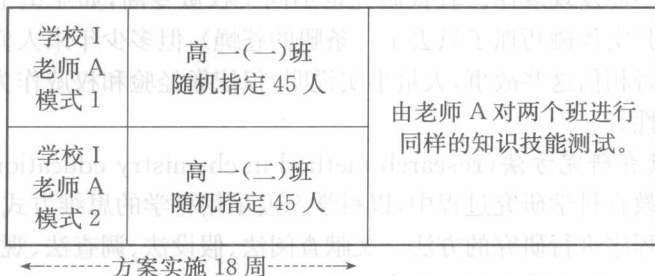 学校 I
老师 A
模式 1
高一(一)班
随机指定 45 人
由老师 A 对两个班进行
同样的知识技能测试。
学校 I
老师 A
模式 2
高一(一)班
随机指定 45 人
方案实施 18 周